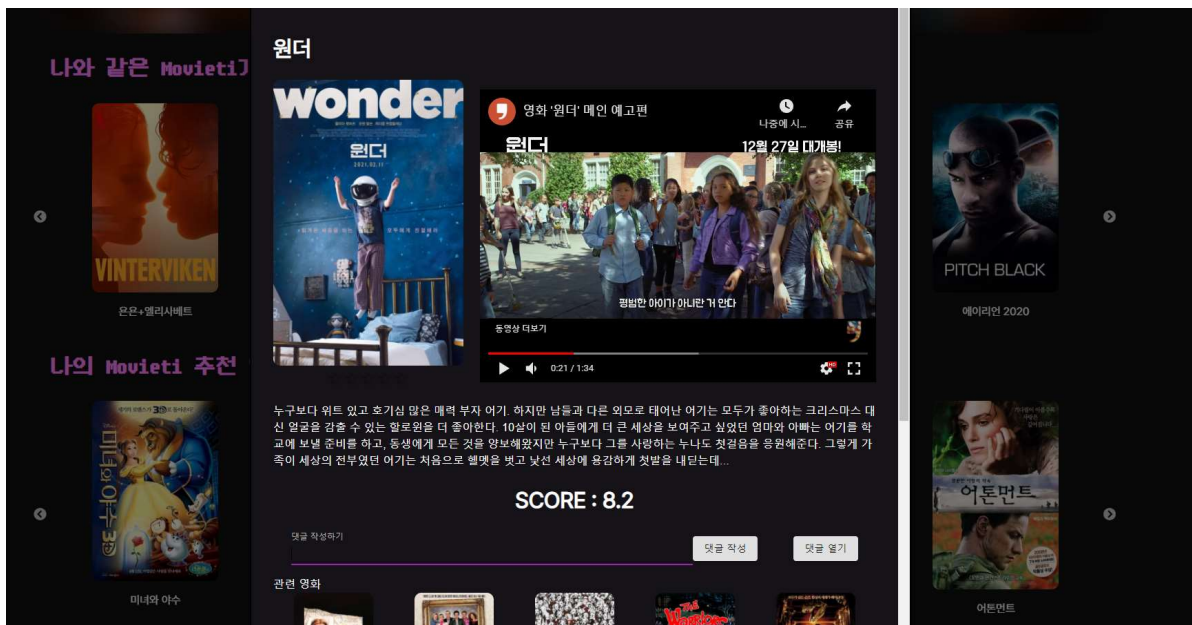 원더
나와 같은 Movieti
wonder
원더
2021.02.11
영화 '원더' 메인 예고편
나중에 시...
공유
원더
12월 27일 대개봉!
평범한 아이가 아니란 거 안다
동영상 더보기
0:21 / 1:34
HD
VINTERVIKEN
욘욘+엘리시베트
PITCH BLACK
에이리언 2020
나의 Movieti 추천
누구보다 위트 있고 호기심 많은 매력 부자 어기. 하지만 남들과 다른 외모로 태어난 어기는 모두가 좋아하는 크리스마스 대
신 얼굴을 감출 수 있는 할로윈을 더 좋아한다. 10살이 된 아들에게 더 큰 세상을 보여주고 싶었던 엄마와 아빠는 어기를 학
교에 보낼 준비를 하고, 동생에게 모든 것을 양보해왔지만 누구보다 그를 사랑하는 누나도 첫걸음을 응원해준다. 그렇게 가
족이 세상의 전부였던 어기는 처음으로 헬멧을 벗고 낯선 세상에 용감하게 첫발을 내딛는데...
SCORE : 8.2
댓글 작성하기
댓글 작성
댓글 열기
관련 영화
미녀와 야수 3D
미녀와 야수
어톤먼트
어톤먼트
The Warriors